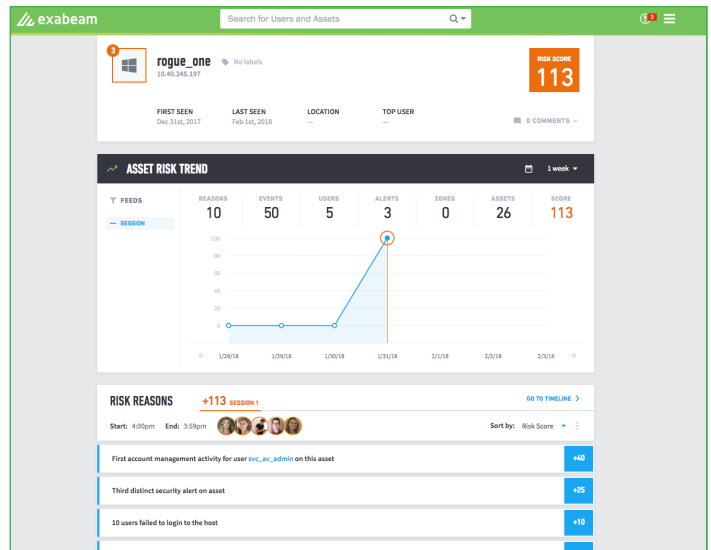 exabeam
Search for Users and Assets
3
3
rogue_one No labels
10.40.245.197
RISK SCORE
113
FIRST SEEN LAST SEEN LOCATION TOP USER
Dec 31st, 2017 Feb 1st, 2018 — —
0 COMMENTS
ASSET RISK TREND 1 week
FEEDS
SESSION
REASONS EVENTS USERS ALERTS ZONES ASSETS SCORE
10 50 5 3 0 26 113
100
80
60
40
20
0
1/28/18 1/29/18 1/30/18 1/31/18 2/1/18 2/2/18 2/3/18
RISK REASONS +113 SESSION 1 GO TO TIMELINE
Start: 4:00pm End: 3:59pm Sort by: Risk Score
First account management activity for user svc_av_admin on this asset +40
Third distinct security alert on asset +25
10 users failed to login to the host +10